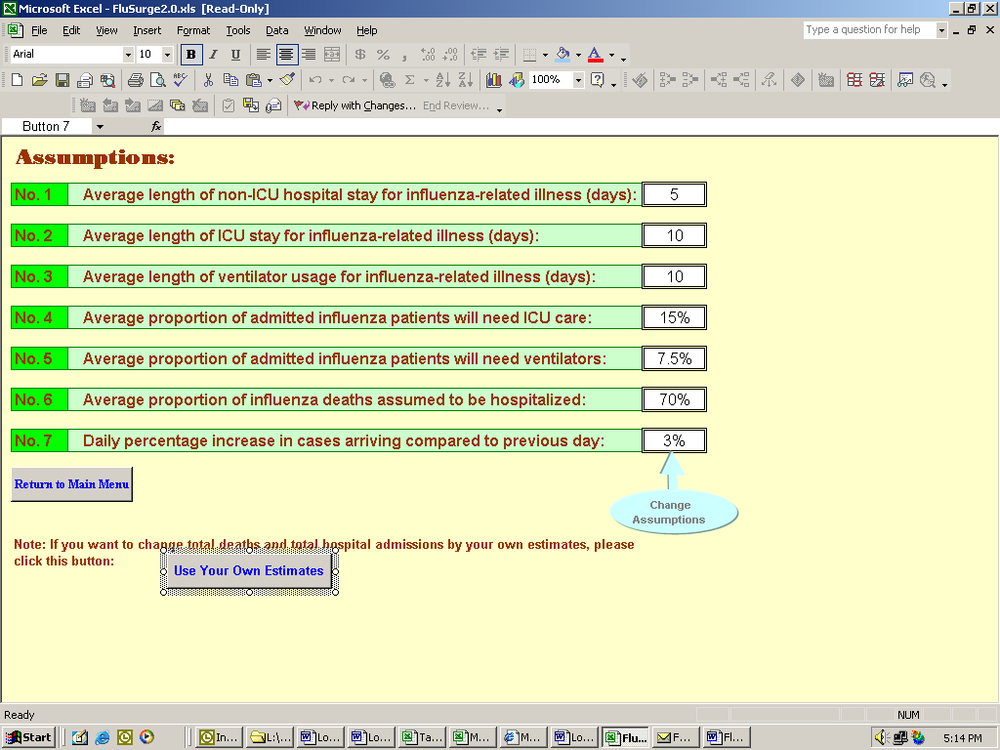 Microsoft Excel - FluSurge2.0.xls [Read-Only]
File Edit View Insert Format Tools Data Window Help
Type a question for help
Arial 10 B I U $ % , +.0 .00 .00 +.0 A
ABC Σ A Z Z A 100% ?
Reply with Changes... End Review...
Button 7 fx
Assumptions:
No. 1 Average length of non-ICU hospital stay for influenza-related illness (days): 5
No. 2 Average length of ICU stay for influenza-related illness (days): 10
No. 3 Average length of ventilator usage for influenza-related illness (days): 10
No. 4 Average proportion of admitted influenza patients will need ICU care: 15%
No. 5 Average proportion of admitted influenza patients will need ventilators: 7.5%
No. 6 Average proportion of influenza deaths assumed to be hospitalized: 70%
No. 7 Daily percentage increase in cases arriving compared to previous day: 3%
Return to Main Menu
Change
Assumptions
Note: If you want to change total deaths and total hospital admissions by your own estimates, please
click this button:
Use Your Own Estimates
Ready NUM
Start In... L:\... Lo... Lo... Ta... M... M... Lo... Flu... F... Fl... 5:14 PM